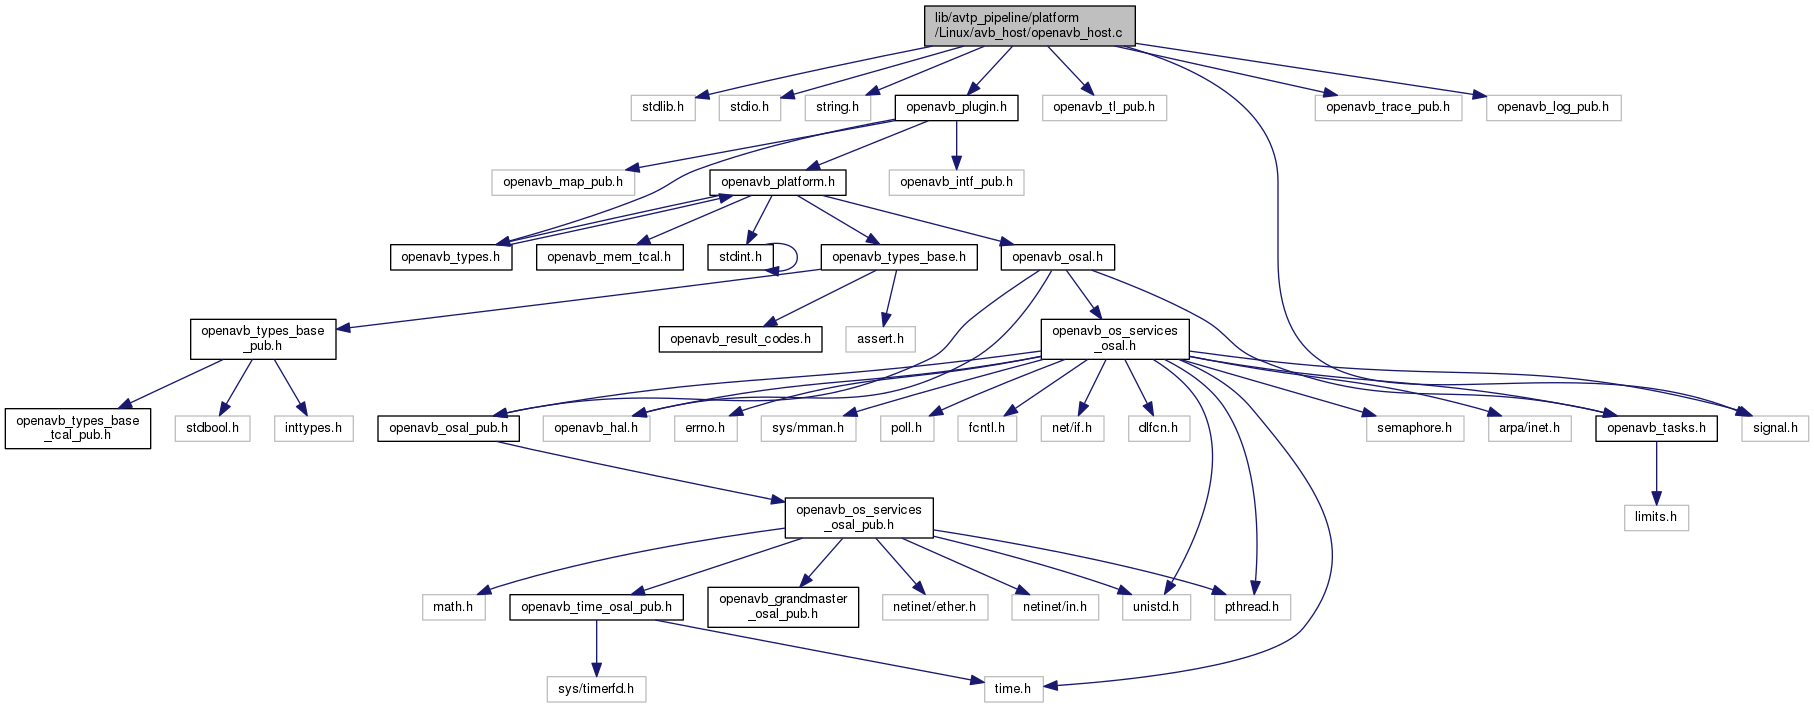 lib/avtp_pipeline/platform
/Linux/avb_host/openavb_host.c
stdlib.h
stdio.h
string.h
openavb_plugin.h
openavb_tl_pub.h
openavb_trace_pub.h
openavb_log_pub.h
openavb_map_pub.h
openavb_platform.h
openavb_intf_pub.h
openavb_types.h
openavb_mem_tcal.h
stdint.h
openavb_types_base.h
openavb_osal.h
openavb_types_base
_pub.h
openavb_result_codes.h
assert.h
openavb_os_services
_osal.h
openavb_types_base
_tcal_pub.h
stdbool.h
inttypes.h
openavb_osal_pub.h
openavb_hal.h
errno.h
sys/mman.h
poll.h
fcntl.h
net/if.h
dlfcn.h
semaphore.h
arpa/inet.h
openavb_tasks.h
signal.h
openavb_os_services
_osal_pub.h
limits.h
math.h
openavb_time_osal_pub.h
openavb_grandmaster
_osal_pub.h
netinet/ether.h
netinet/in.h
unistd.h
pthread.h
sys/timerfd.h
time.h